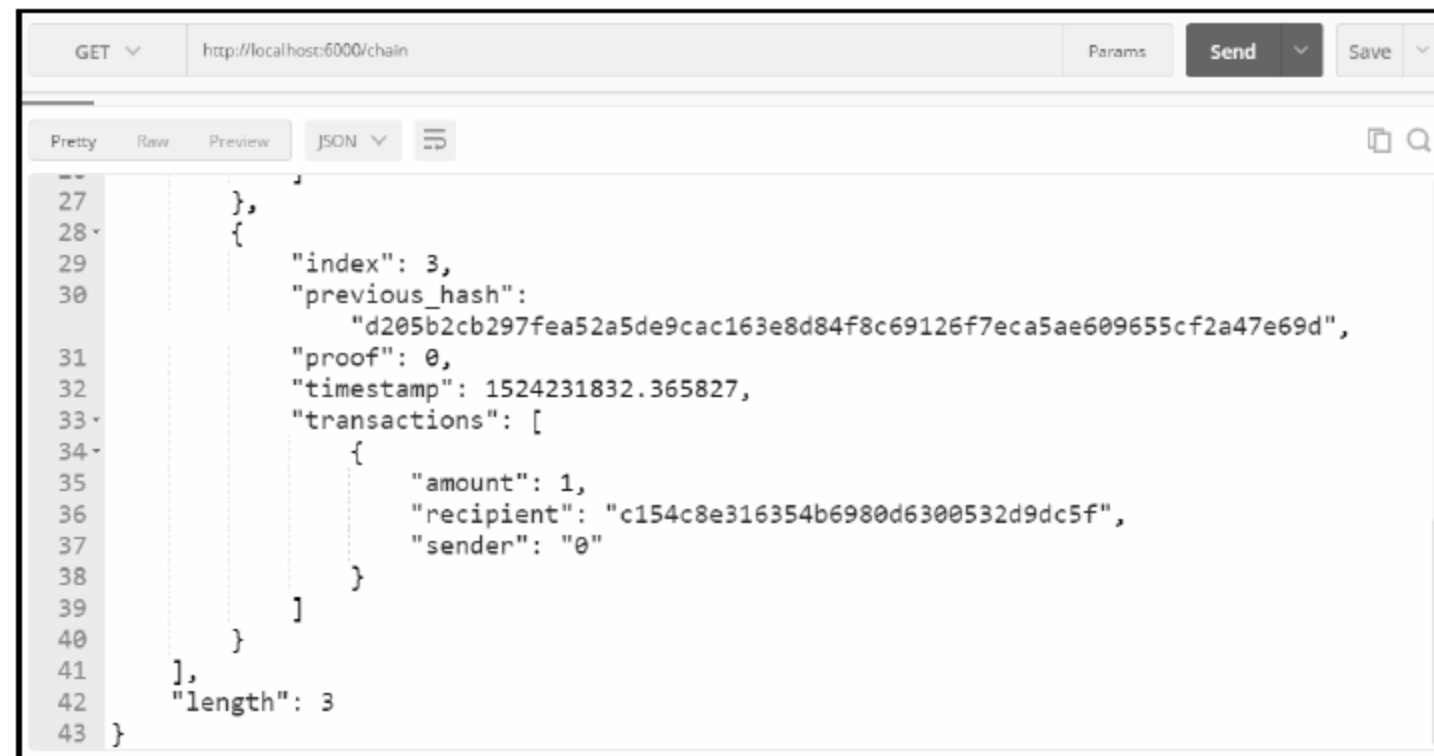 GET http://localhost:6000/chain Params Send Save
Pretty Raw Preview JSON
]
27 },
28 {
29 "index": 3,
30 "previous_hash":
"d205b2cb297fea52a5de9cac163e8d84f8c69126f7eca5ae609655cf2a47e69d",
31 "proof": 0,
32 "timestamp": 1524231832.365827,
33 "transactions": [
34 {
35 "amount": 1,
36 "recipient": "c154c8e316354b6980d6300532d9dc5f",
37 "sender": "0"
38 }
39 ]
40 }
41 ],
42 "length": 3
43 }